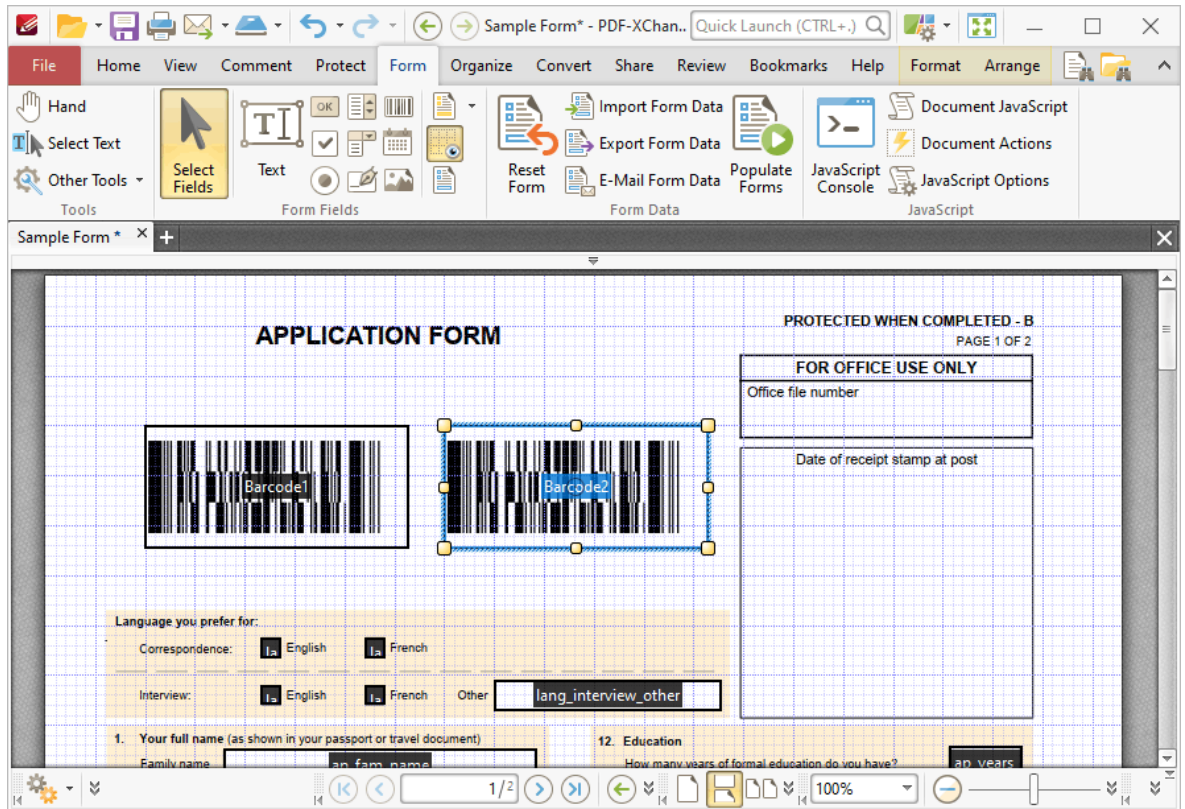 Sample Form* - PDF-XChan..
Quick Launch (CTRL+.)
File Home View Comment Protect Form Organize Convert Share Review Bookmarks Help Format Arrange
Hand
Select Text
Other Tools
Tools
Select Fields
Text
OK
Form Fields
Reset Form
Import Form Data
Export Form Data
E-Mail Form Data
Populate Forms
Form Data
JavaScript Console
Document JavaScript
Document Actions
JavaScript Options
JavaScript
Sample Form *
APPLICATION FORM
PROTECTED WHEN COMPLETED - B
PAGE 1 OF 2
FOR OFFICE USE ONLY
Office file number
Date of receipt stamp at post
Barcode1
Barcode2
Language you prefer for:
Correspondence: la English la French
Interview: la English la French Other lang_interview_other
1. Your full name (as shown in your passport or travel document)
Family name ap_fam_name
12. Education
How many years of formal education do you have? ap_years
1/2
100%